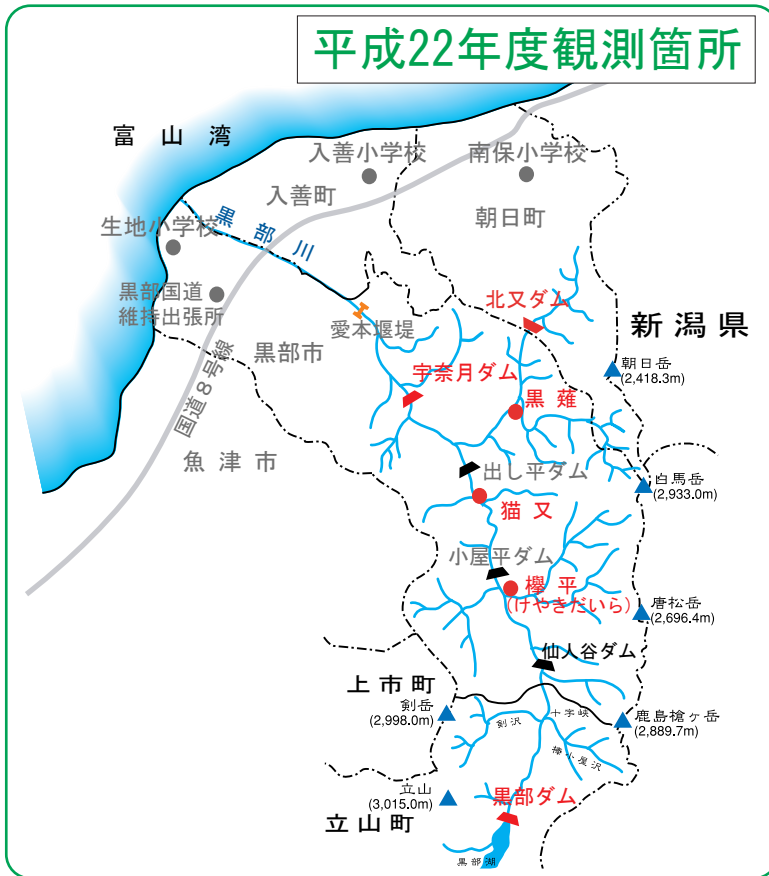 平成22年度観測箇所
富山湾
入善小学校
南保小学校
入善町
朝日町
生地小学校
黒部川
黒部国道
維持出張所
北又ダム
愛本堰堤
新潟県
黒部市
国道8号線
宇奈月ダム
朝日岳
(2,418.3m)
黒薙
魚津市
出し平ダム
白馬岳
(2,933.0m)
猫又
小屋平ダム
欅平
(けやきだいら)
唐松岳
(2,696.4m)
仙人谷ダム
上市町
剣岳
(2,998.0m)
剣沢
十字峡
鹿島槍ヶ岳
(2,889.7m)
棒小屋沢
立山
(3,015.0m)
黒部ダム
立山町
黒部湖